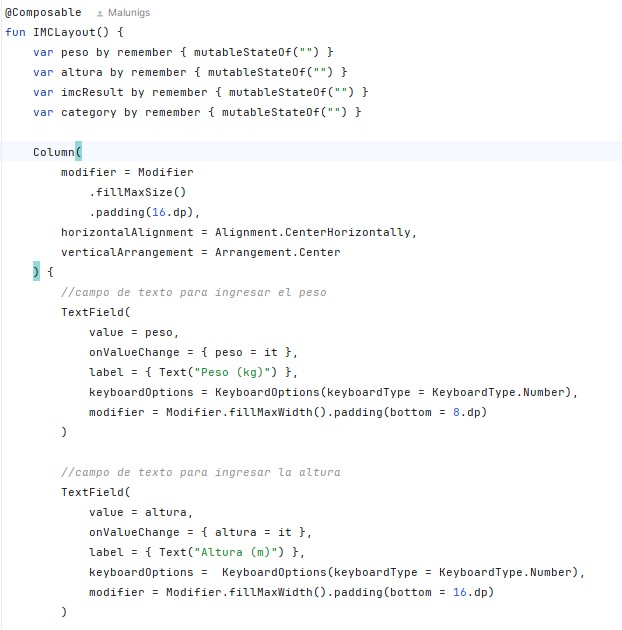 @Composable Malunigs
fun IMCLayout() {
    var peso by remember { mutableStateOf("") }
    var altura by remember { mutableStateOf("") }
    var imcResult by remember { mutableStateOf("") }
    var category by remember { mutableStateOf("") }

    Column(
        modifier = Modifier
            .fillMaxSize()
            .padding(16.dp),
        horizontalAlignment = Alignment.CenterHorizontally,
        verticalArrangement = Arrangement.Center
    ) {
        //campo de texto para ingresar el peso
        TextField(
            value = peso,
            onValueChange = { peso = it },
            label = { Text("Peso (kg)") },
            keyboardOptions = KeyboardOptions(keyboardType = KeyboardType.Number),
            modifier = Modifier.fillMaxWidth().padding(bottom = 8.dp)
        )

        //campo de texto para ingresar la altura
        TextField(
            value = altura,
            onValueChange = { altura = it },
            label = { Text("Altura (m)") },
            keyboardOptions =  KeyboardOptions(keyboardType = KeyboardType.Number),
            modifier = Modifier.fillMaxWidth().padding(bottom = 16.dp)
        )